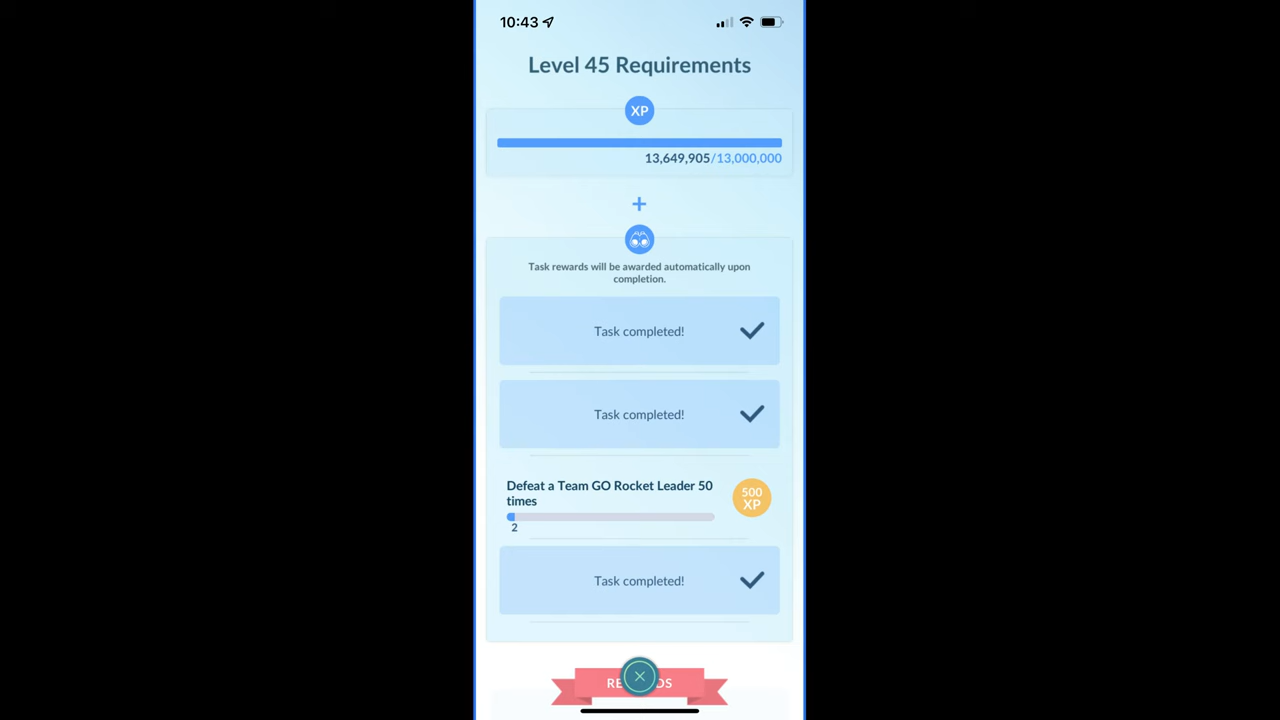 10:43
Level 45 Requirements
XP
13,649,905/13,000,000
+
Task rewards will be awarded automatically upon
completion.
Task completed!
Task completed!
Defeat a Team GO Rocket Leader 50
times
500
XP
2
Task completed!